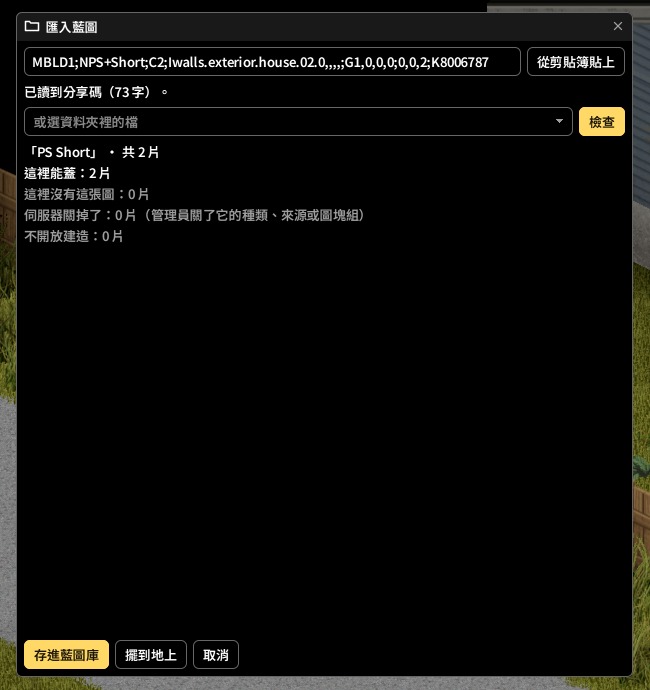 匯入藍圖
MBLD1;NPS+Short;C2;Iwalls.exterior.house.02.0,,,,;G1,0,0,0;0,0,2;K8006787
從剪貼簿貼上
已讀到分享碼（73 字）。
或選資料夾裡的檔
檢查
「PS Short」 · 共 2 片
這裡能蓋：2 片
這裡沒有這張圖：0 片
伺服器關掉了：0 片（管理員關了它的種類、來源或圖塊組）
不開放建造：0 片
存進藍圖庫
擺到地上
取消